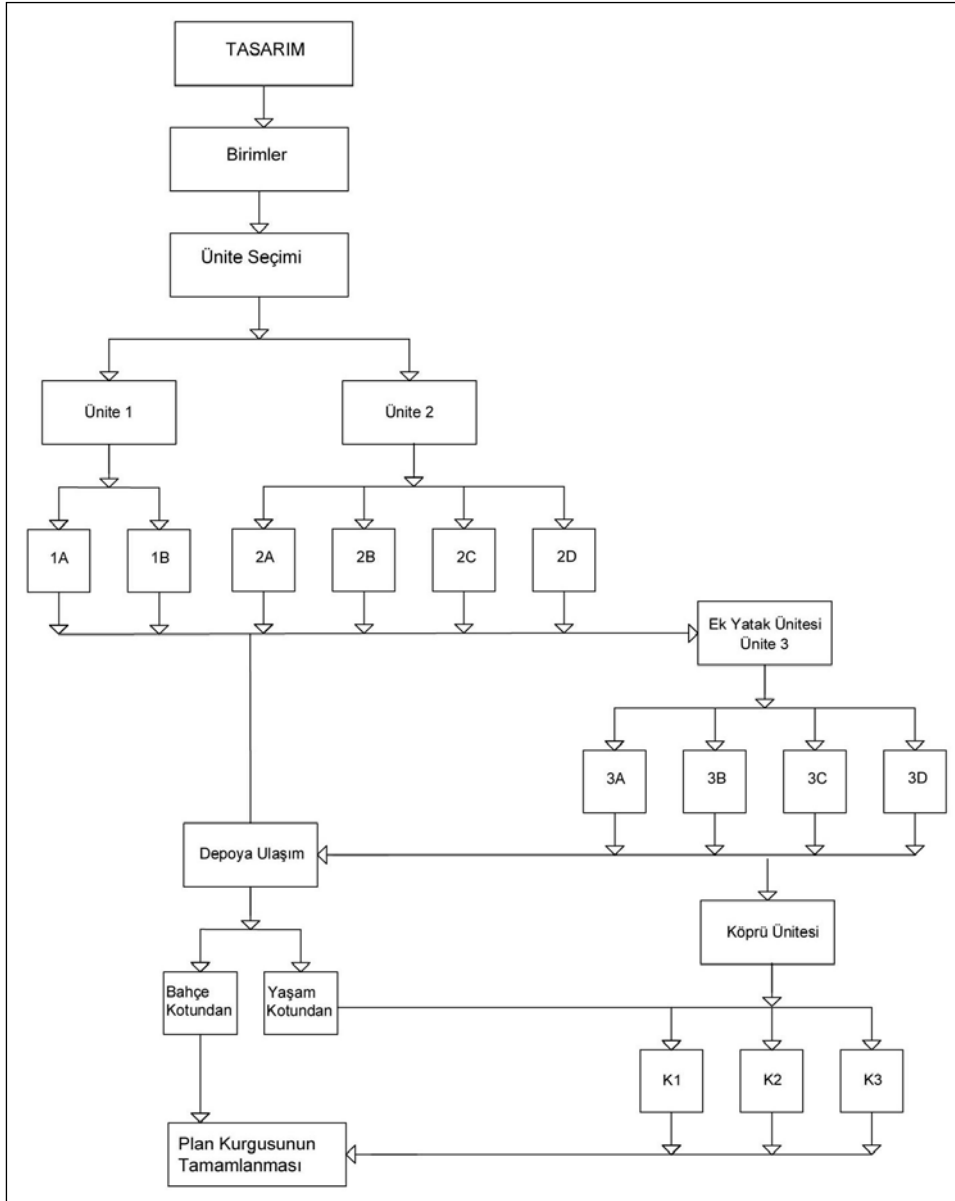 TASARIM
Birimler
Ünite Seçimi
Ünite 1
Ünite 2
1A
1B
2A
2B
2C
2D
Ek Yatak Ünitesi
Ünite 3
3A
3B
3C
3D
Depoya Ulaşım
Köprü Ünitesi
Bahçe
Kotundan
Yaşam
Kotundan
K1
K2
K3
Plan Kurgusunun
Tamamlanması